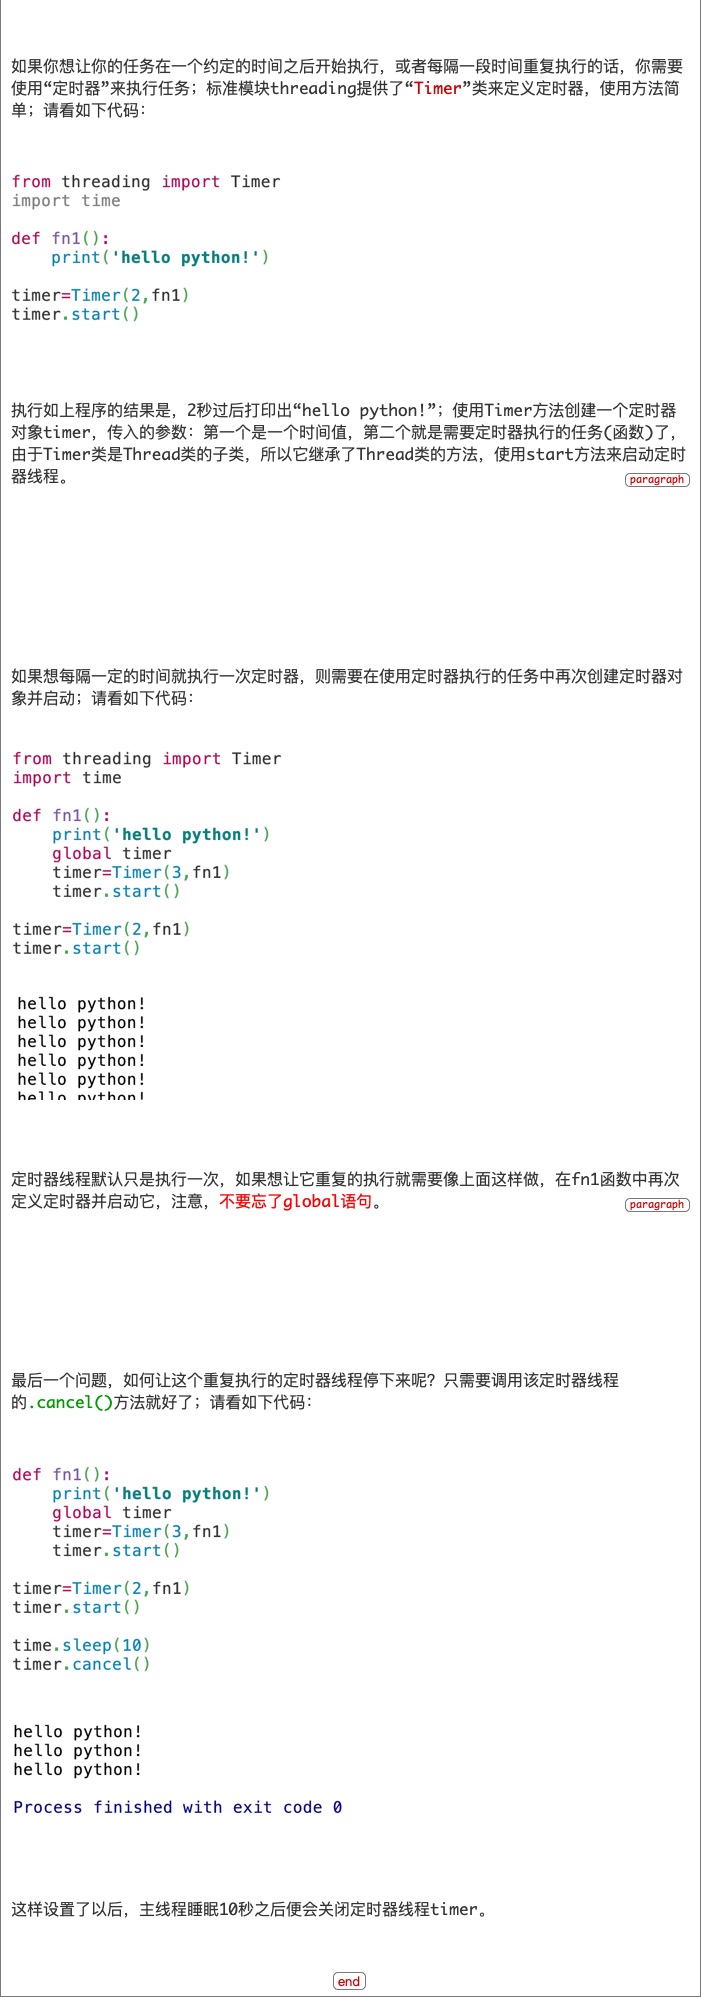 如果你想让你的任务在一个约定的时间之后开始执行，或者每隔一段时间重复执行的话，你需要
使用“定时器”来执行任务；标准模块threading提供了“Timer”类来定义定时器，使用方法简
单；请看如下代码：
from threading import Timer
import time
def fn1():
    print('hello python!')
timer=Timer(2,fn1)
timer.start()
执行如上程序的结果是，2秒过后打印出“hello python!”；使用Timer方法创建一个定时器
对象timer，传入的参数：第一个是一个时间值，第二个就是需要定时器执行的任务(函数)了，
由于Timer类是Thread类的子类，所以它继承了Thread类的方法，使用start方法来启动定时
器线程。
paragraph
如果想每隔一定的时间就执行一次定时器，则需要在使用定时器执行的任务中再次创建定时器对
象并启动；请看如下代码：
from threading import Timer
import time
def fn1():
    print('hello python!')
    global timer
    timer=Timer(3,fn1)
    timer.start()
timer=Timer(2,fn1)
timer.start()
hello python!
hello python!
hello python!
hello python!
hello python!
hello python!
定时器线程默认只是执行一次，如果想让它重复的执行就需要像上面这样做，在fn1函数中再次
定义定时器并启动它，注意，不要忘了global语句。
paragraph
最后一个问题，如何让这个重复执行的定时器线程停下来呢？只需要调用该定时器线程
的.cancel()方法就好了；请看如下代码：
def fn1():
    print('hello python!')
    global timer
    timer=Timer(3,fn1)
    timer.start()
timer=Timer(2,fn1)
timer.start()
time.sleep(10)
timer.cancel()
hello python!
hello python!
hello python!
Process finished with exit code 0
这样设置了以后，主线程睡眠10秒之后便会关闭定时器线程timer。
end